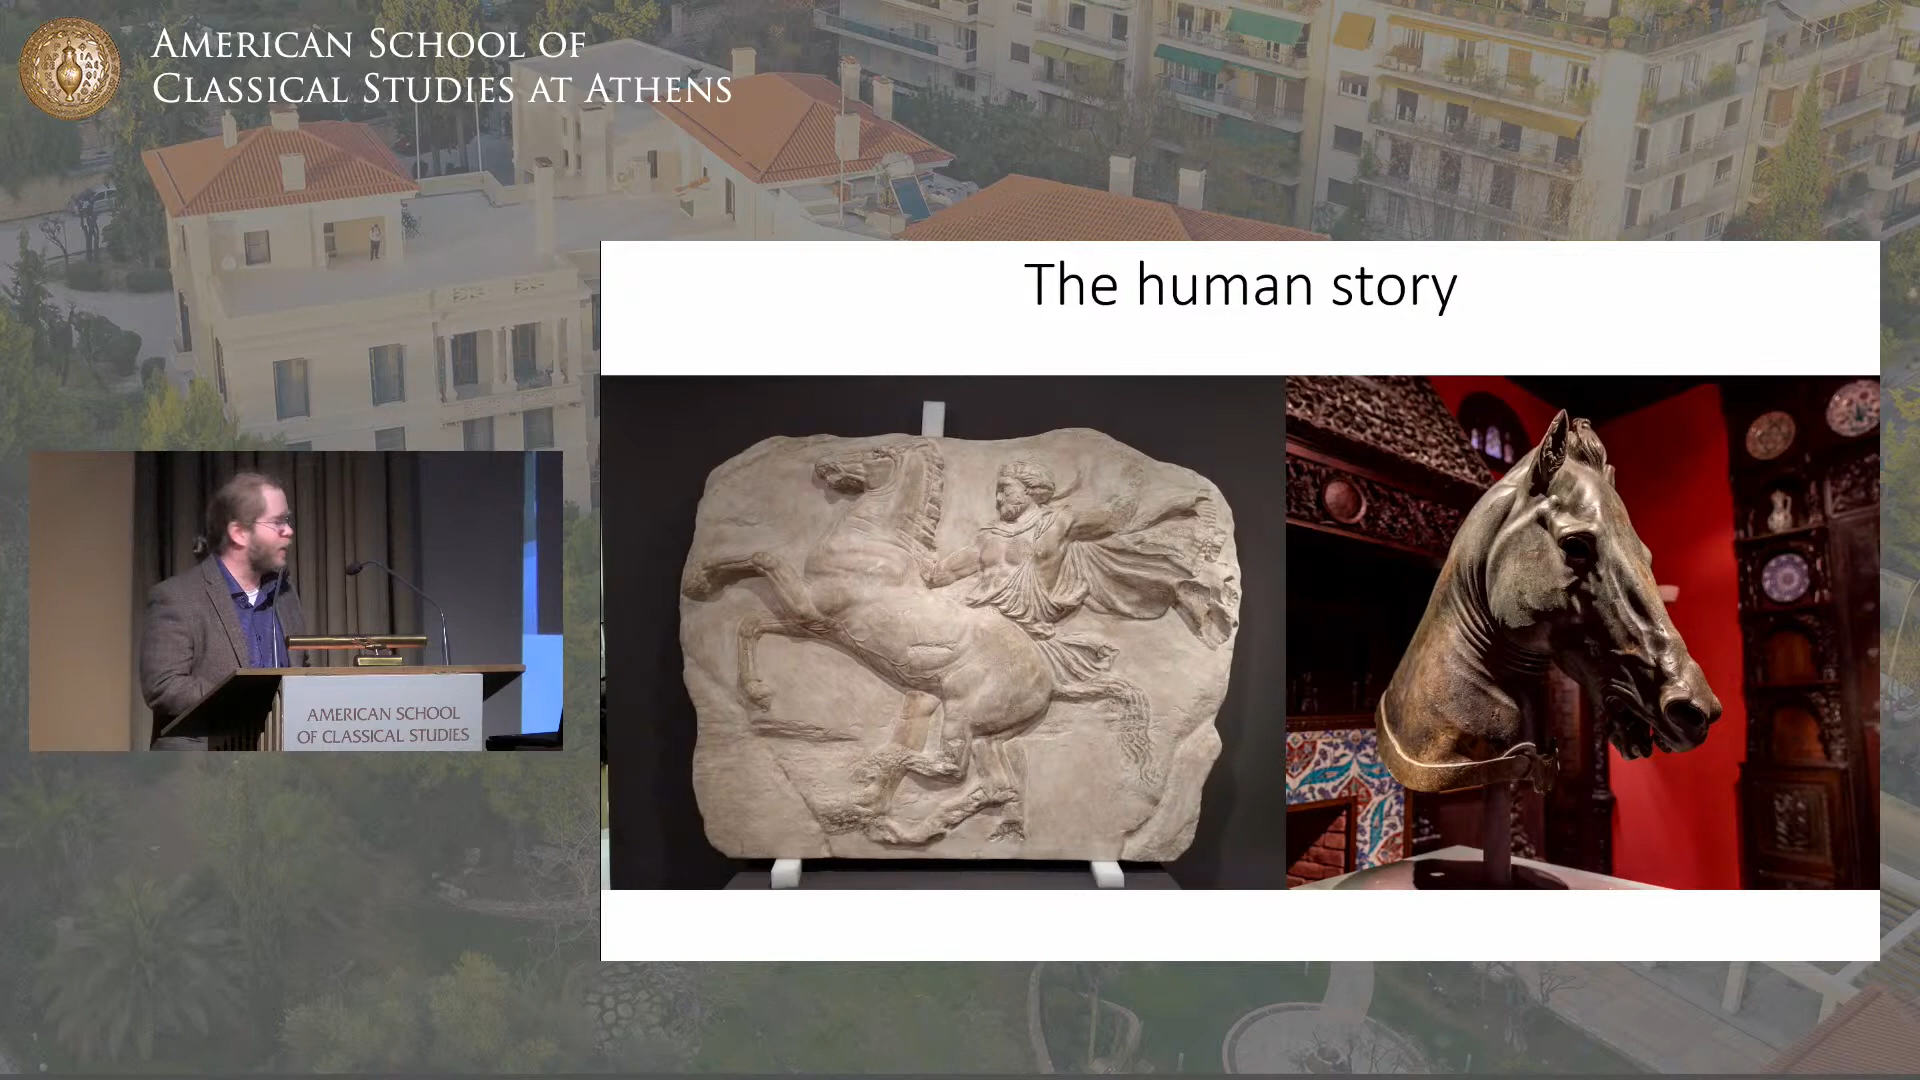 AMERICAN SCHOOL OF
CLASSICAL STUDIES AT ATHENS
The human story
AMERICAN SCHOOL
OF CLASSICAL STUDIES